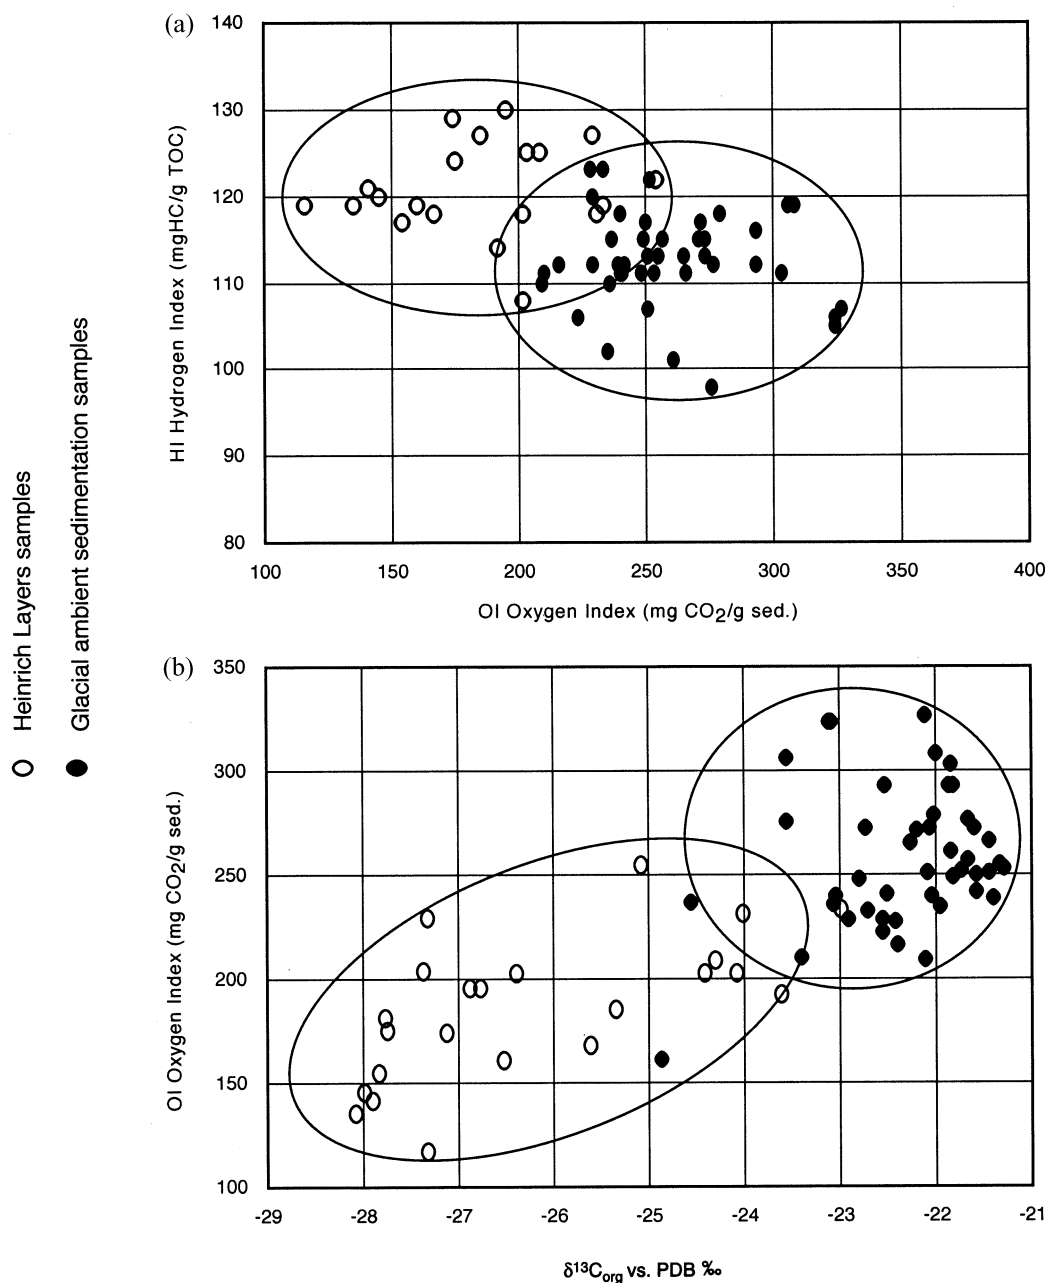 (a)
140
130
120
110
100
90
80
HI Hydrogen Index (mgHC/g TOC)
100 150 200 250 300 350 400
OI Oxygen Index (mg CO2/g sed.)
Heinrich Layers samples
Glacial ambient sedimentation samples
(b)
350
300
250
200
150
100
OI Oxygen Index (mg CO2/g sed.)
-29 -28 -27 -26 -25 -24 -23 -22 -21
δ13Corg vs. PDB ‰